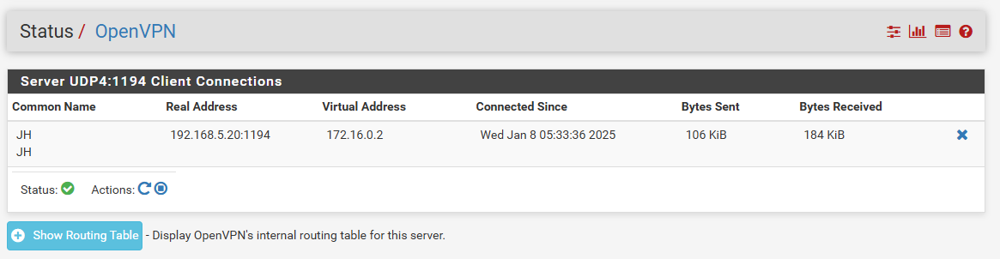 Status / OpenVPN
Server UDP4:1194 Client Connections
Common Name Real Address Virtual Address Connected Since Bytes Sent Bytes Received
JH 192.168.5.20:1194 172.16.0.2 Wed Jan 8 05:33:36 2025 106 KiB 184 KiB
JH
Status: Actions:
Show Routing Table - Display OpenVPN's internal routing table for this server.